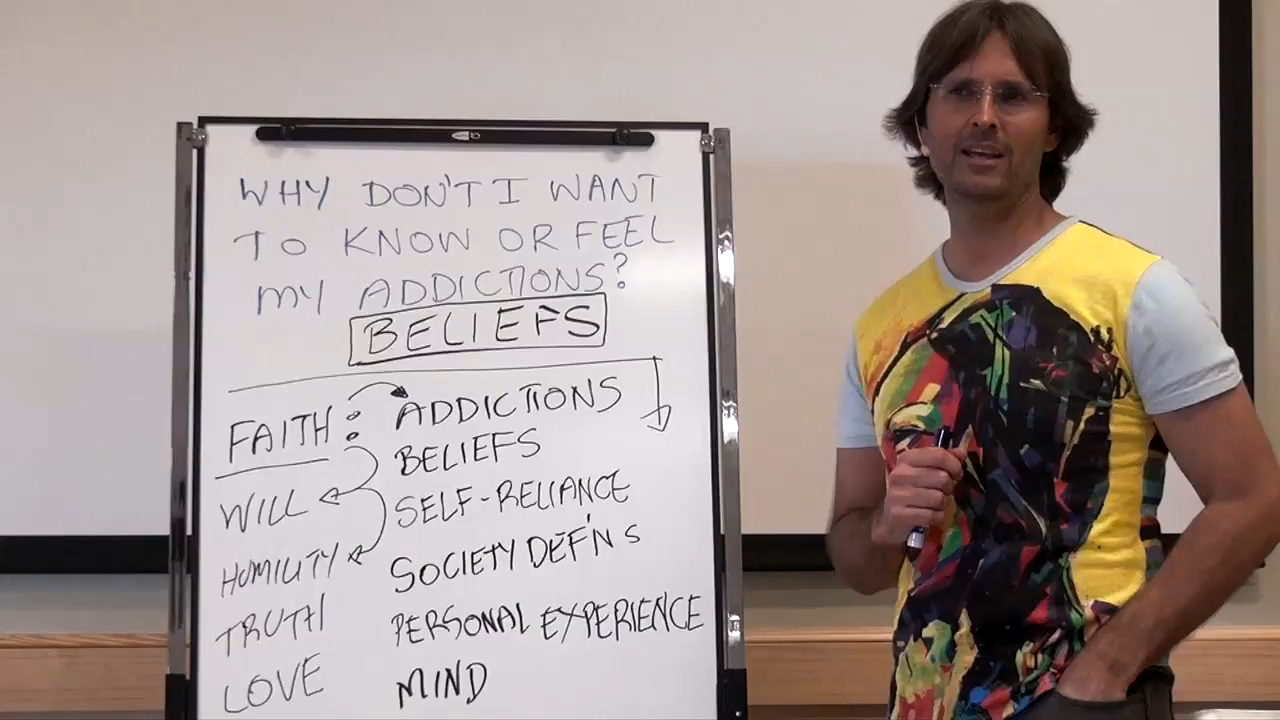 WHY DON'T I WANT
TO KNOW OR FEEL
MY ADDICTIONS?
BELIEFS
FAITH : ADDICTIONS
BELIEFS
WILL SELF-RELIANCE
HUMILITY SOCIETY DEF'N S
TRUTH PERSONAL EXPERIENCE
LOVE MIND